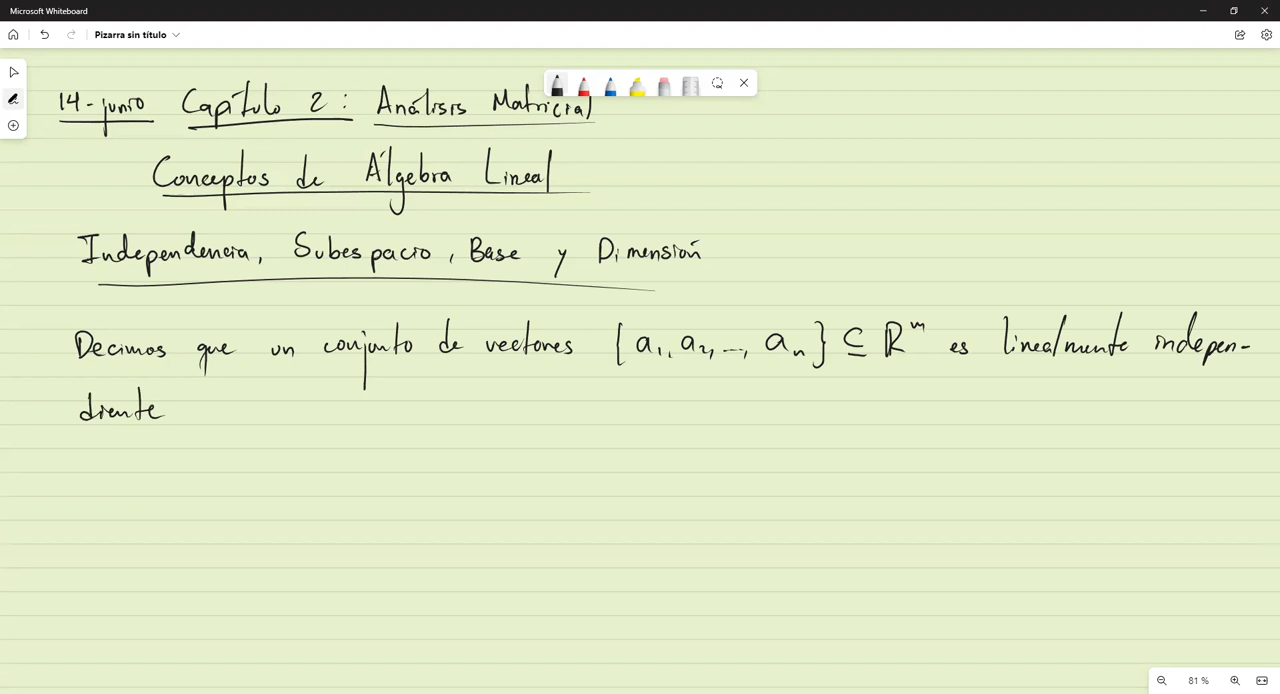 Microsoft Whiteboard
Pizarra sin título
14-junio Capítulo 2: Análisis Matricial
Conceptos de Álgebra Lineal
Independencia, Subespacio, Base y Dimensión
Decimos que un conjunto de vectores {a₁, a₂, ..., aₙ} ⊆ ℝᵐ es linealmente indepen-
diente
81 %